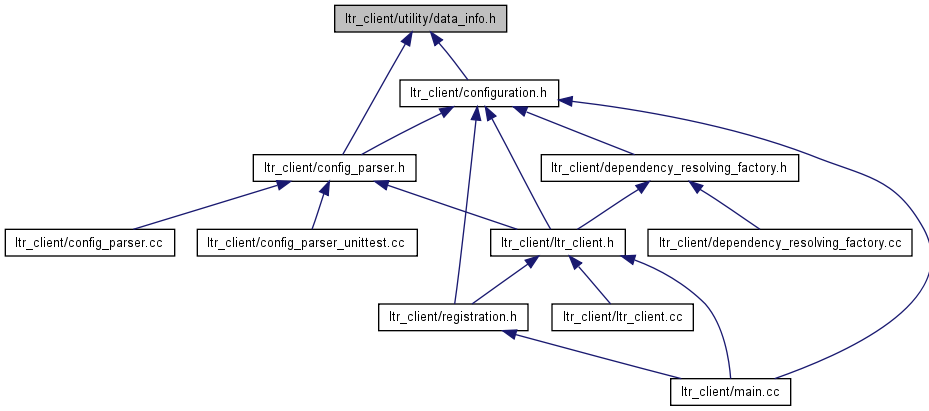 ltr_client/utility/data_info.h
ltr_client/configuration.h
ltr_client/config_parser.h
ltr_client/dependency_resolving_factory.h
ltr_client/config_parser.cc
ltr_client/config_parser_unittest.cc
ltr_client/ltr_client.h
ltr_client/dependency_resolving_factory.cc
ltr_client/registration.h
ltr_client/ltr_client.cc
ltr_client/main.cc